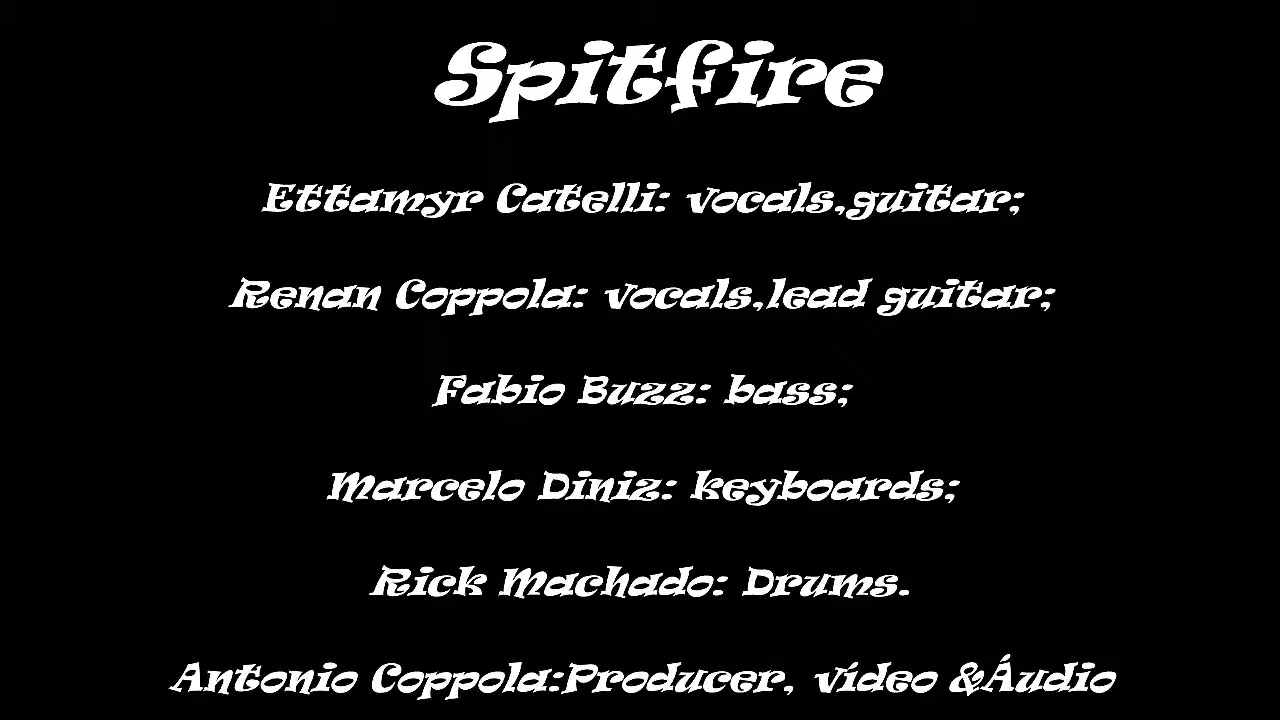 Spitfire
Ettamyr Catelli: vocals,guitar;
Renan Coppola: vocals,lead guitar;
Fabio Buzz: bass;
Marcelo Diniz: keyboards;
Rick Machado: Drums.
Antonio Coppola:Producer, vídeo &Áudio